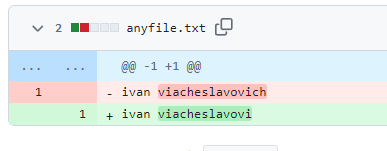 2 anyfile.txt
... ... @@ -1 +1 @@
1 - ivan viacheslavovich
1 + ivan viacheslavovi